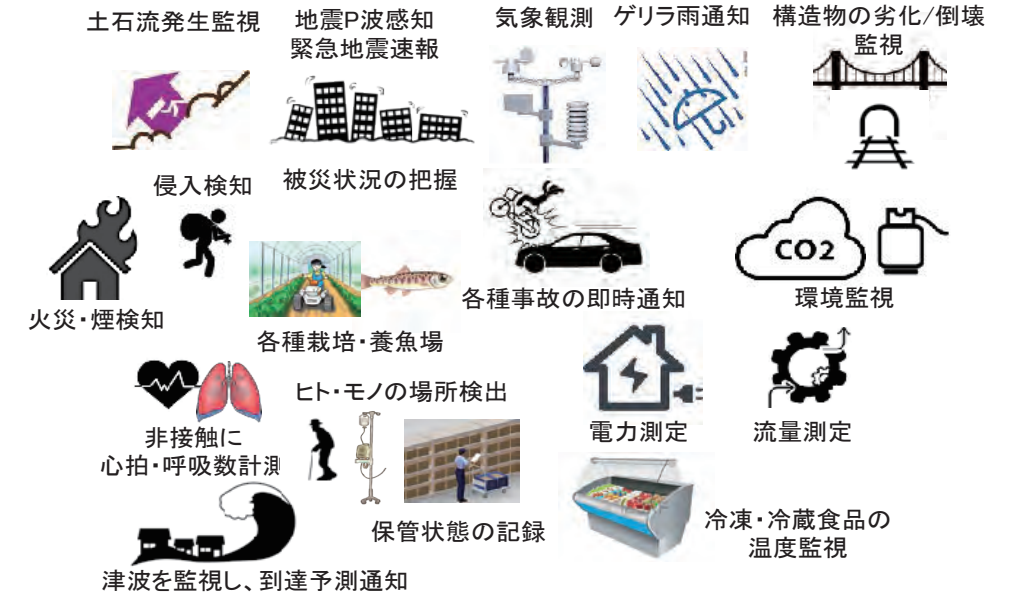 土石流発生監視
地震P波感知
緊急地震速報
気象観測
ゲリラ雨通知
構造物の劣化/倒壊
監視
侵入検知
被災状況の把握
CO2
火災・煙検知
各種栽培・養魚場
各種事故の即時通知
環境監視
非接触に
心拍・呼吸数計測
ヒト・モノの場所検出
電力測定
流量測定
保管状態の記録
冷凍・冷蔵食品の
温度監視
津波を監視し、到達予測通知